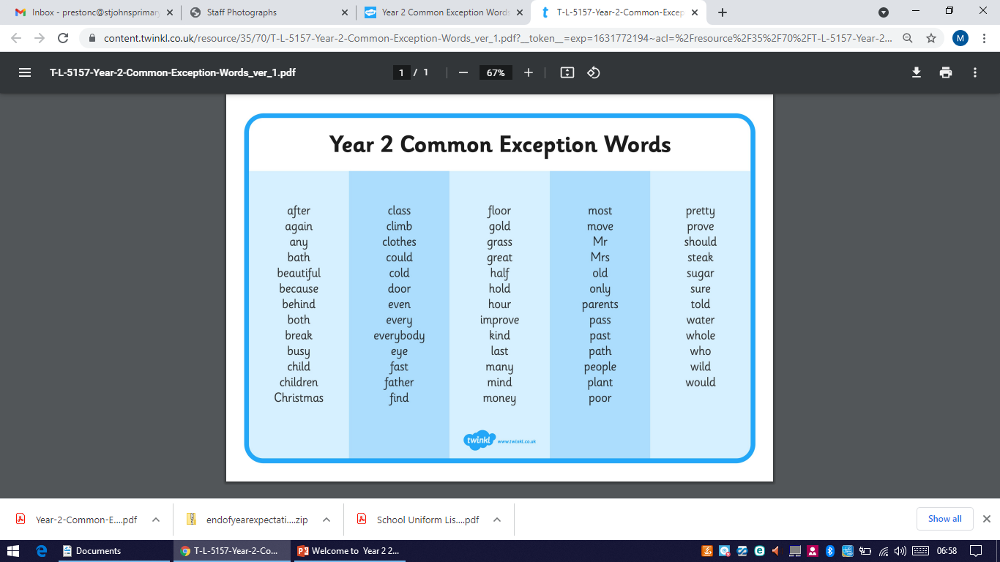 Inbox - prestonc@stjohnsprimar
Staff Photographs
Year 2 Common Exception Words
T-L-5157-Year-2-Common-Excep
content.twinkl.co.uk/resource/35/70/T-L-5157-Year-2-Common-Exception-Words_ver_1.pdf?__token__=exp=1631772194~acl=%2Fresource%2F35%2F70%2FT-L-5157-Year-2...
M
T-L-5157-Year-2-Common-Exception-Words_ver_1.pdf
1 / 1
67%
Year 2 Common Exception Words
after
again
any
bath
beautiful
because
behind
both
break
busy
child
children
Christmas
class
climb
clothes
could
cold
door
even
every
everybody
eye
fast
father
find
floor
gold
grass
great
half
hold
hour
improve
kind
last
many
mind
money
most
move
Mr
Mrs
old
only
parents
pass
past
path
people
plant
poor
pretty
prove
should
steak
sugar
sure
told
water
whole
who
wild
would
twinkl www.twinkl.co.uk
Year-2-Common-E....pdf
endofyearexpectati....zip
School Uniform Lis....pdf
Show all
Documents
T-L-5157-Year-2-Co...
Welcome to Year 2 2...
06:58